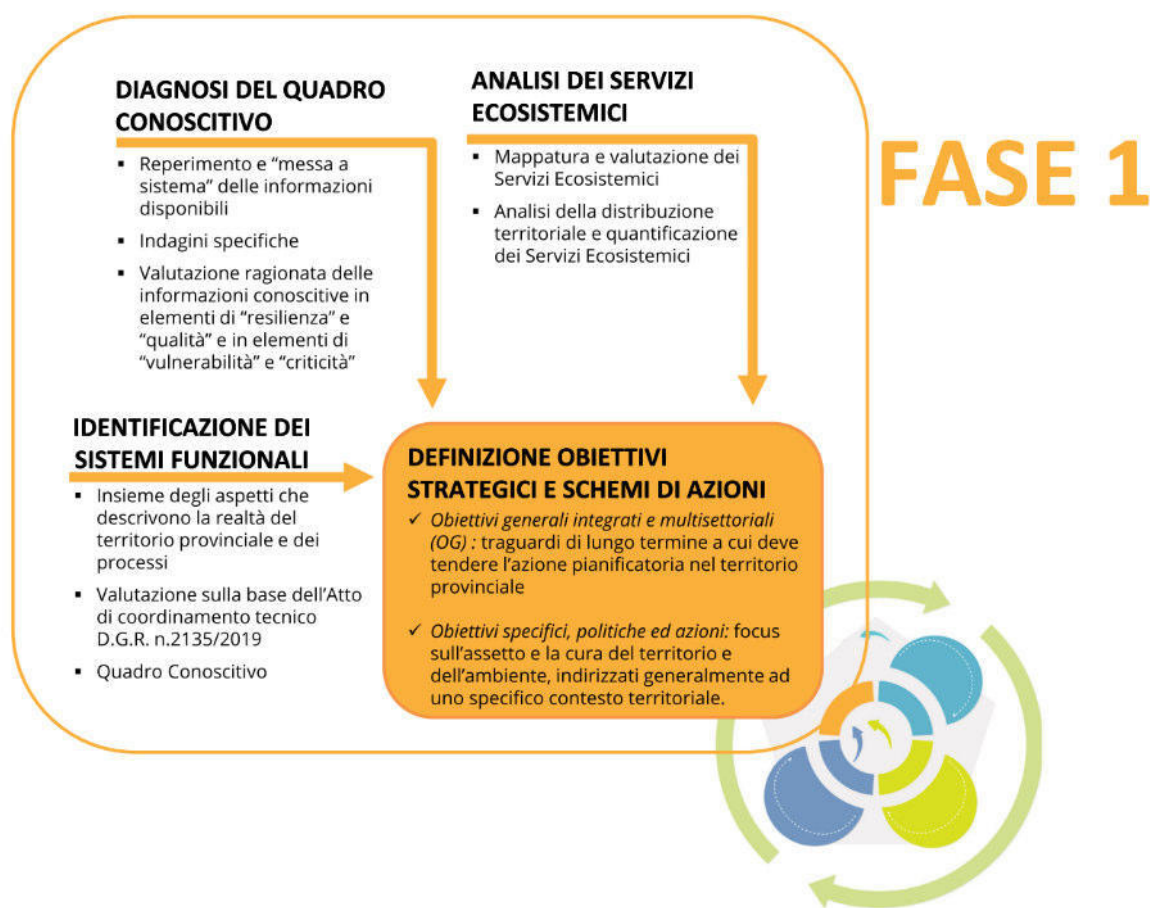 DIAGNOSI DEL QUADRO
CONOSCITIVO
▪ Reperimento e “messa a
sistema” delle informazioni
disponibili
▪ Indagini specifiche
▪ Valutazione ragionata delle
informazioni conoscitive in
elementi di “resilienza” e
“qualità” e in elementi di
“vulnerabilità” e “criticità”
ANALISI DEI SERVIZI
ECOSISTEMICI
▪ Mappatura e valutazione dei
Servizi Ecosistemici
▪ Analisi della distribuzione
territoriale e quantificazione
dei Servizi Ecosistemici
FASE 1
IDENTIFICAZIONE DEI
SISTEMI FUNZIONALI
▪ Insieme degli aspetti che
descrivono la realtà del
territorio provinciale e dei
processi
▪ Valutazione sulla base dell’Atto
di coordinamento tecnico
D.G.R. n.2135/2019
▪ Quadro Conoscitivo
DEFINIZIONE OBIETTIVI
STRATEGICI E SCHEMI DI AZIONI
✓ Obiettivi generali integrati e multisettoriali
(OG) : traguardi di lungo termine a cui deve
tendere l’azione pianificatoria nel territorio
provinciale
✓ Obiettivi specifici, politiche ed azioni: focus
sull’assetto e la cura del territorio e
dell’ambiente, indirizzati generalmente ad
uno specifico contesto territoriale.